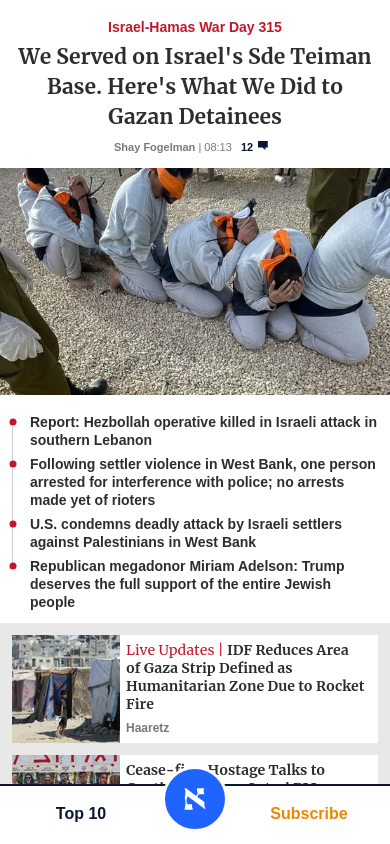 Israel-Hamas War Day 315
We Served on Israel's Sde Teiman
Base. Here's What We Did to
Gazan Detainees
Shay Fogelman | 08:13 12
Report: Hezbollah operative killed in Israeli attack in
southern Lebanon
Following settler violence in West Bank, one person
arrested for interference with police; no arrests
made yet of rioters
U.S. condemns deadly attack by Israeli settlers
against Palestinians in West Bank
Republican megadonor Miriam Adelson: Trump
deserves the full support of the entire Jewish
people
Live Updates | IDF Reduces Area
of Gaza Strip Defined as
Humanitarian Zone Due to Rocket
Fire
Haaretz
Hostage Talks to
Top 10
Subscribe